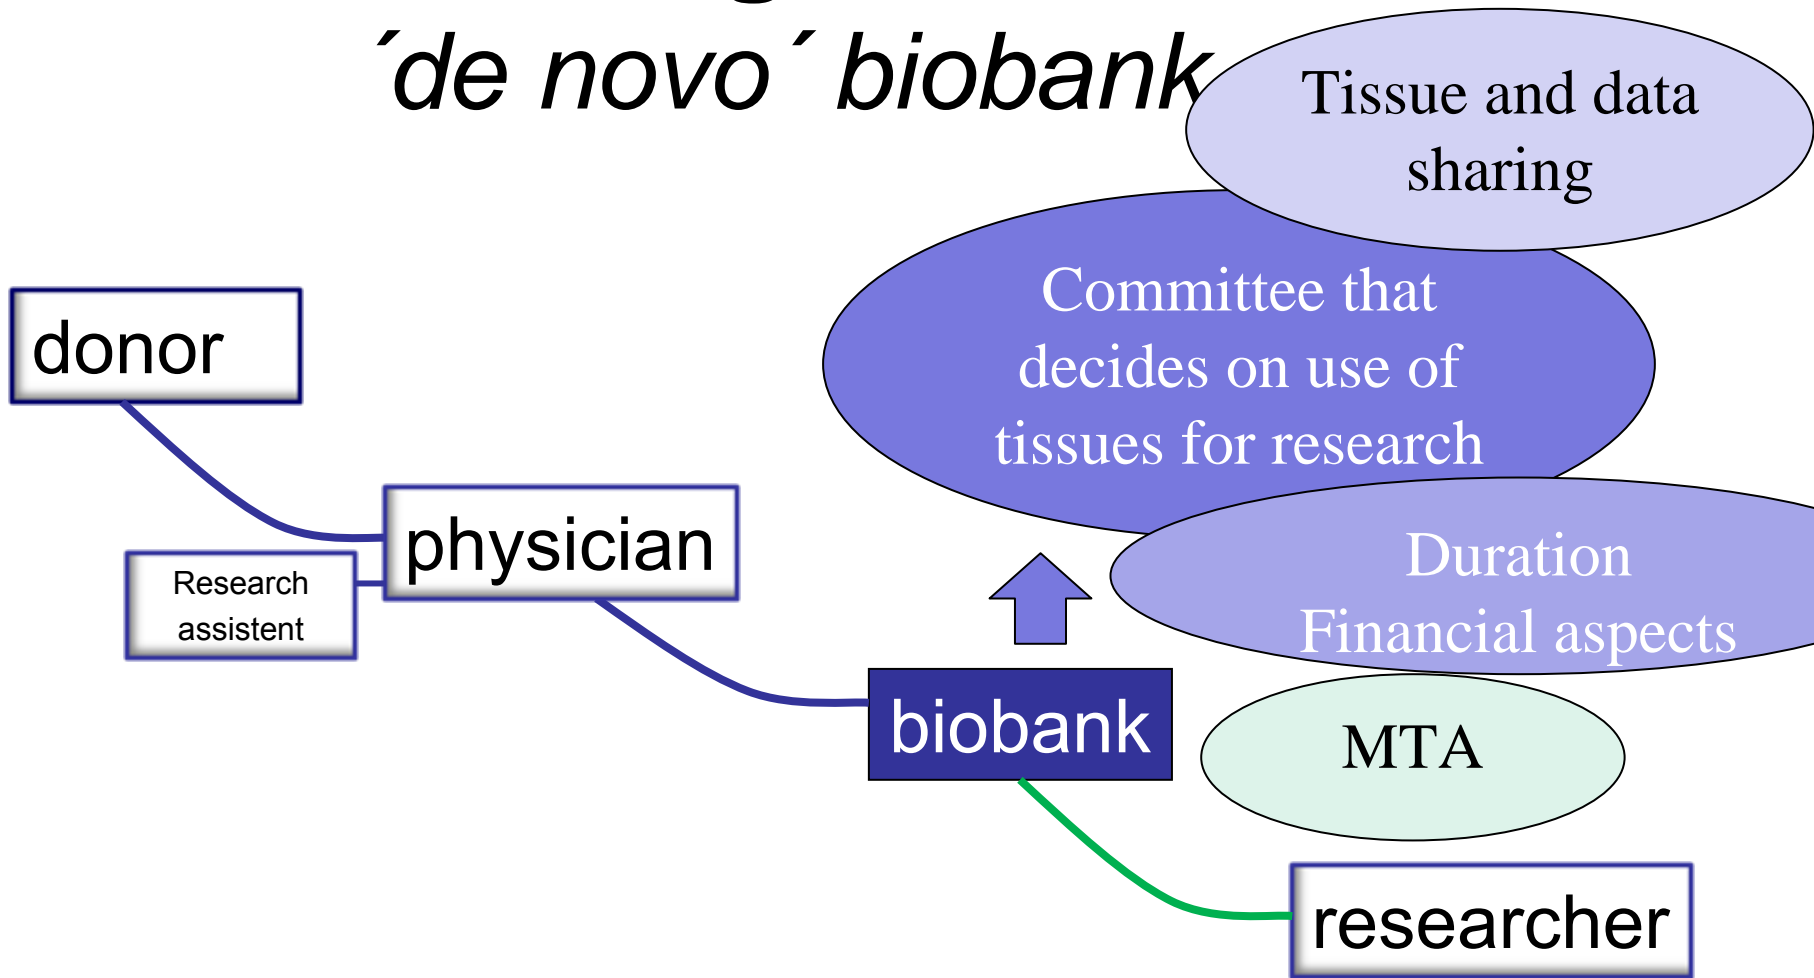 ´de novo´ biobank
Tissue and data
sharing
Committee that
decides on use of
tissues for research
donor
physician
Research
assistent
Duration
Financial aspects
biobank
MTA
researcher